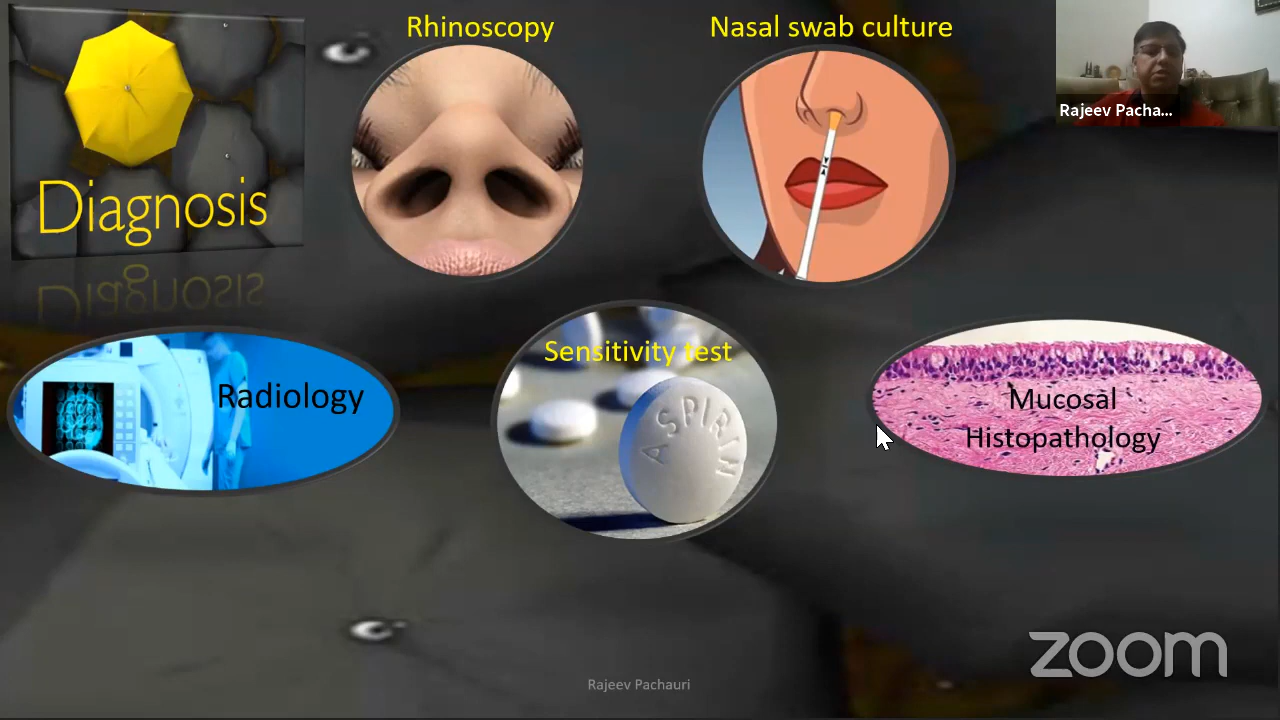 Rhinoscopy
Nasal swab culture
Rajeev Pacha...
Diagnosis
Sensitivity test
ASPIRIN
Radiology
Mucosal
Histopathology
zoom
Rajeev Pachauri